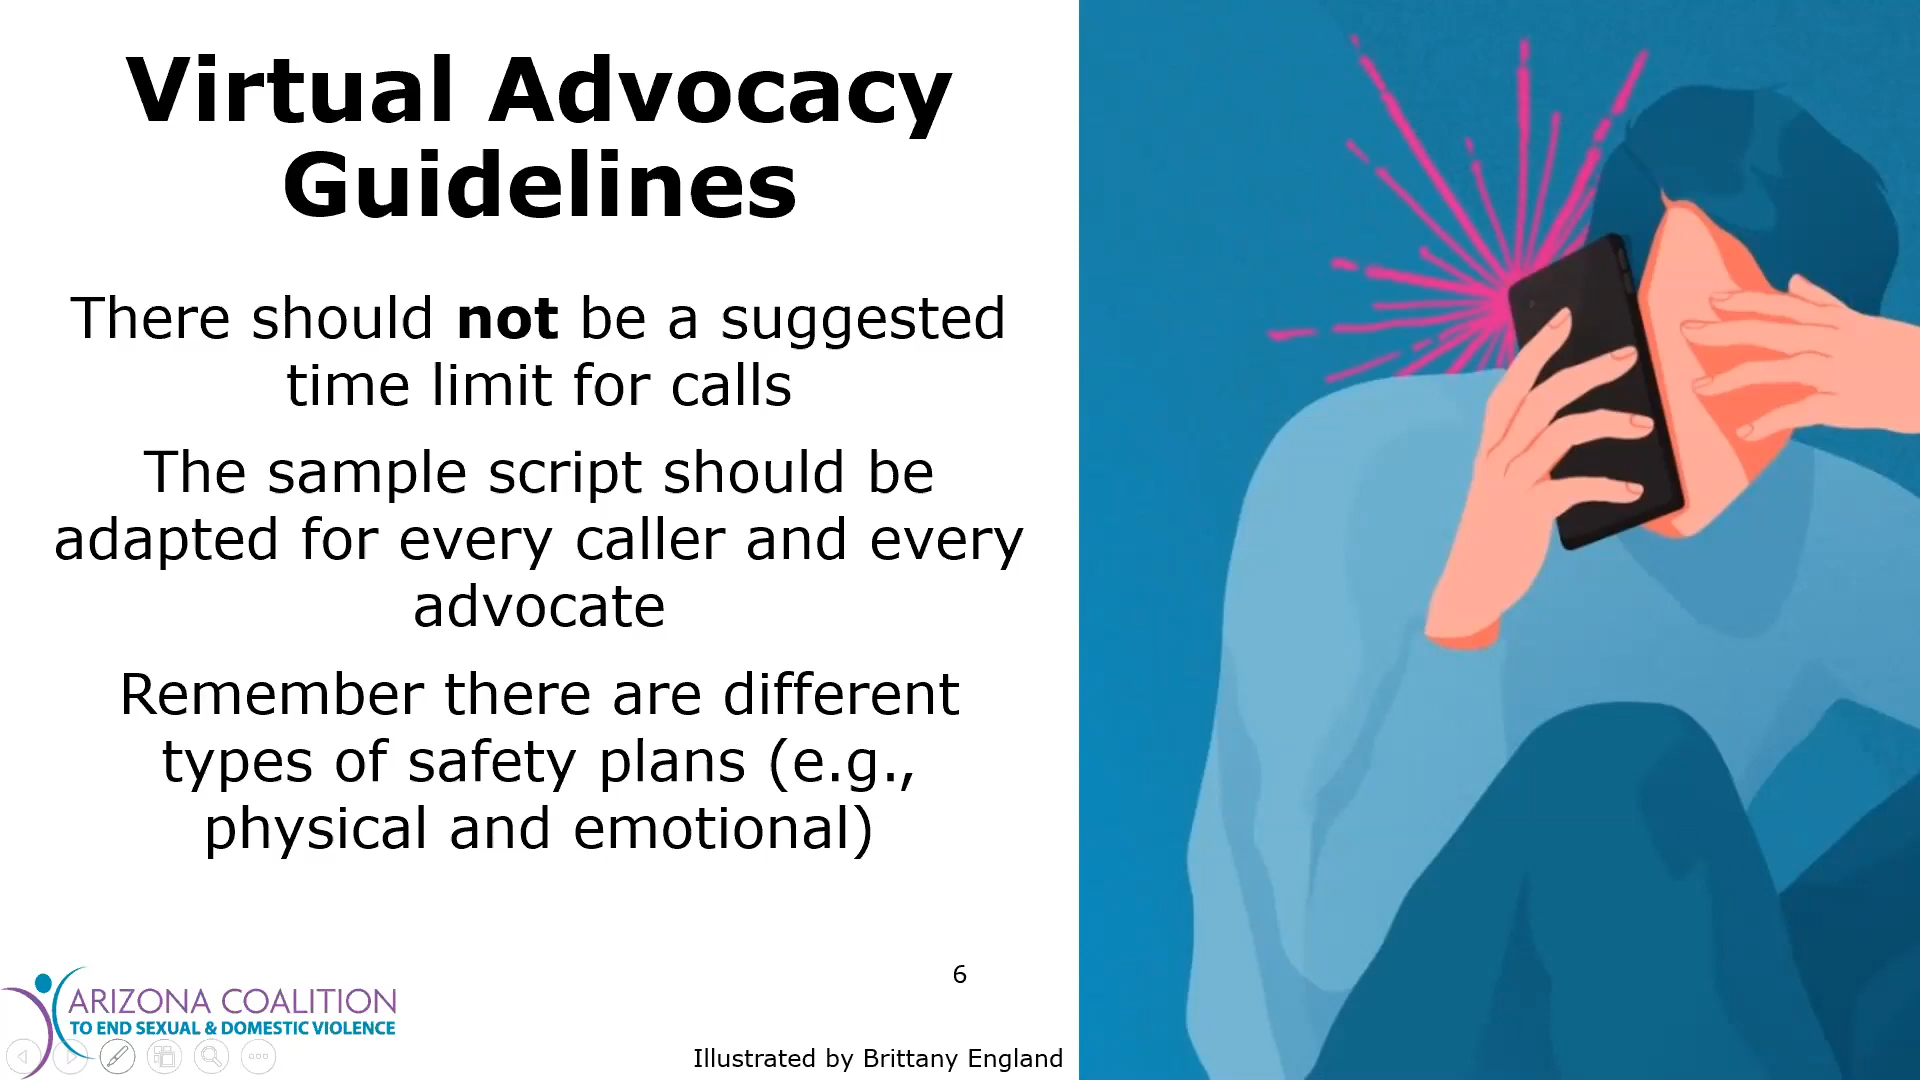 Virtual Advocacy
Guidelines
There should not be a suggested
time limit for calls
The sample script should be
adapted for every caller and every
advocate
Remember there are different
types of safety plans (e.g.,
physical and emotional)
6
ARIZONA COALITION
TO END SEXUAL & DOMESTIC VIOLENCE
Illustrated by Brittany England